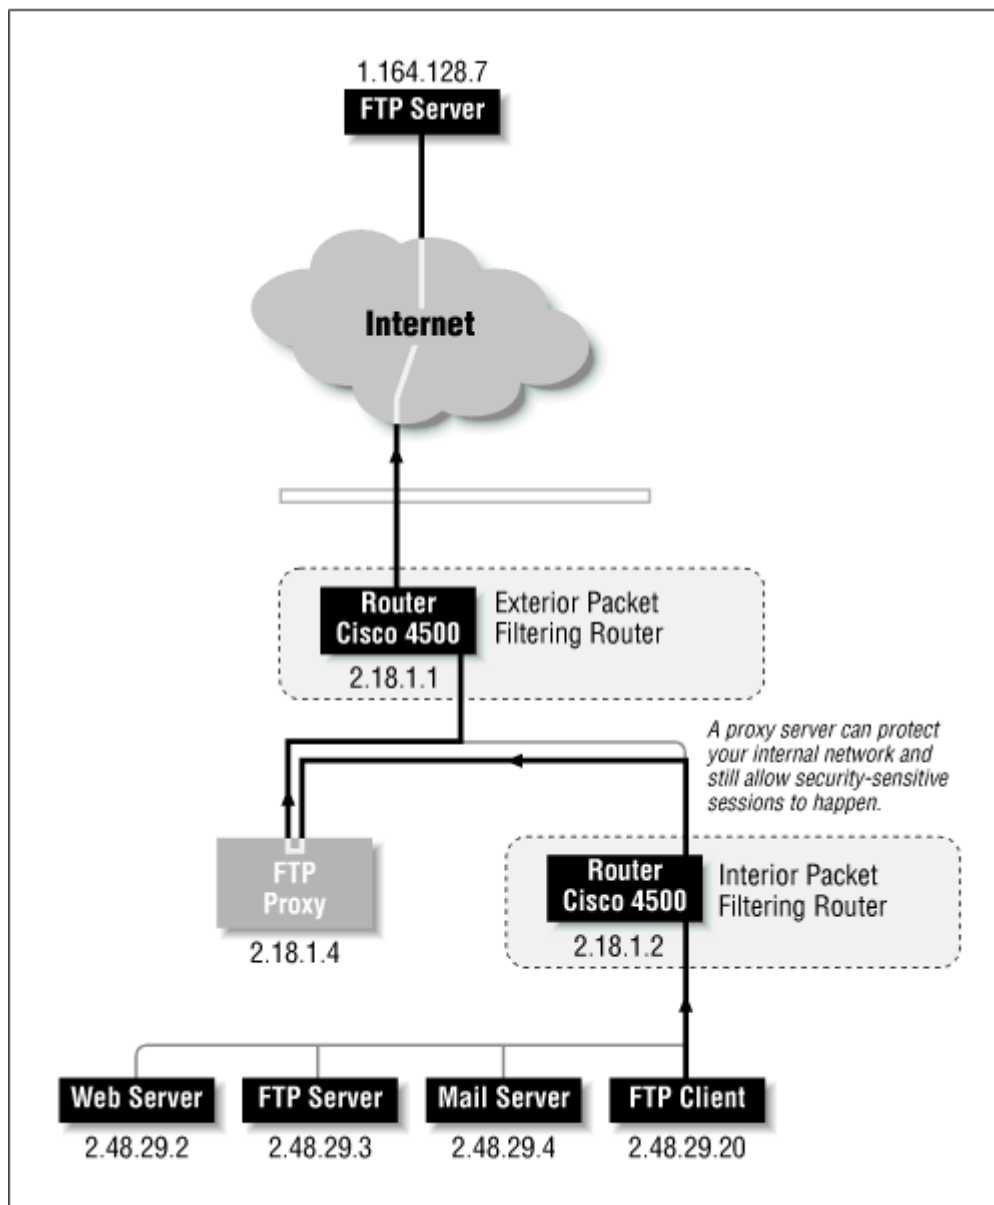 1.164.128.7
FTP Server
Internet
Router
Cisco 4500
Exterior Packet
Filtering Router
2.18.1.1
A proxy server can protect
your internal network and
still allow security-sensitive
sessions to happen.
FTP
Proxy
2.18.1.4
Router
Cisco 4500
Interior Packet
Filtering Router
2.18.1.2
Web Server
FTP Server
Mail Server
FTP Client
2.48.29.2
2.48.29.3
2.48.29.4
2.48.29.20